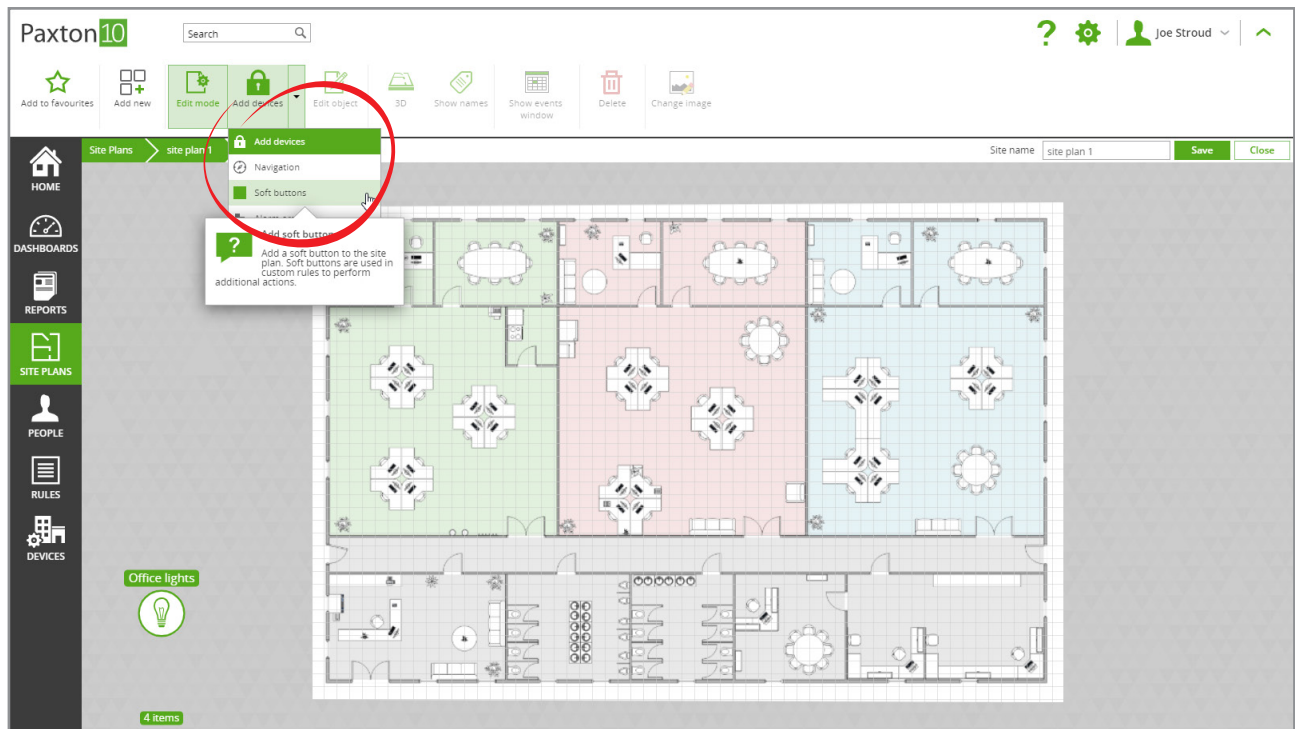 Paxton 10
Search
Joe Stroud
Add to favourites
Add new
Edit mode
Add devices
Edit object
3D
Show names
Show events
window
Delete
Change image
Add devices
Navigation
Soft buttons
Site Plans
site plan 1
Site name
site plan 1
Save
Close
?
Add soft button
Add a soft button to the site
plan. Soft buttons are used in
custom rules to perform
additional actions.
HOME
DASHBOARDS
REPORTS
SITE PLANS
PEOPLE
RULES
DEVICES
Office lights
4 items